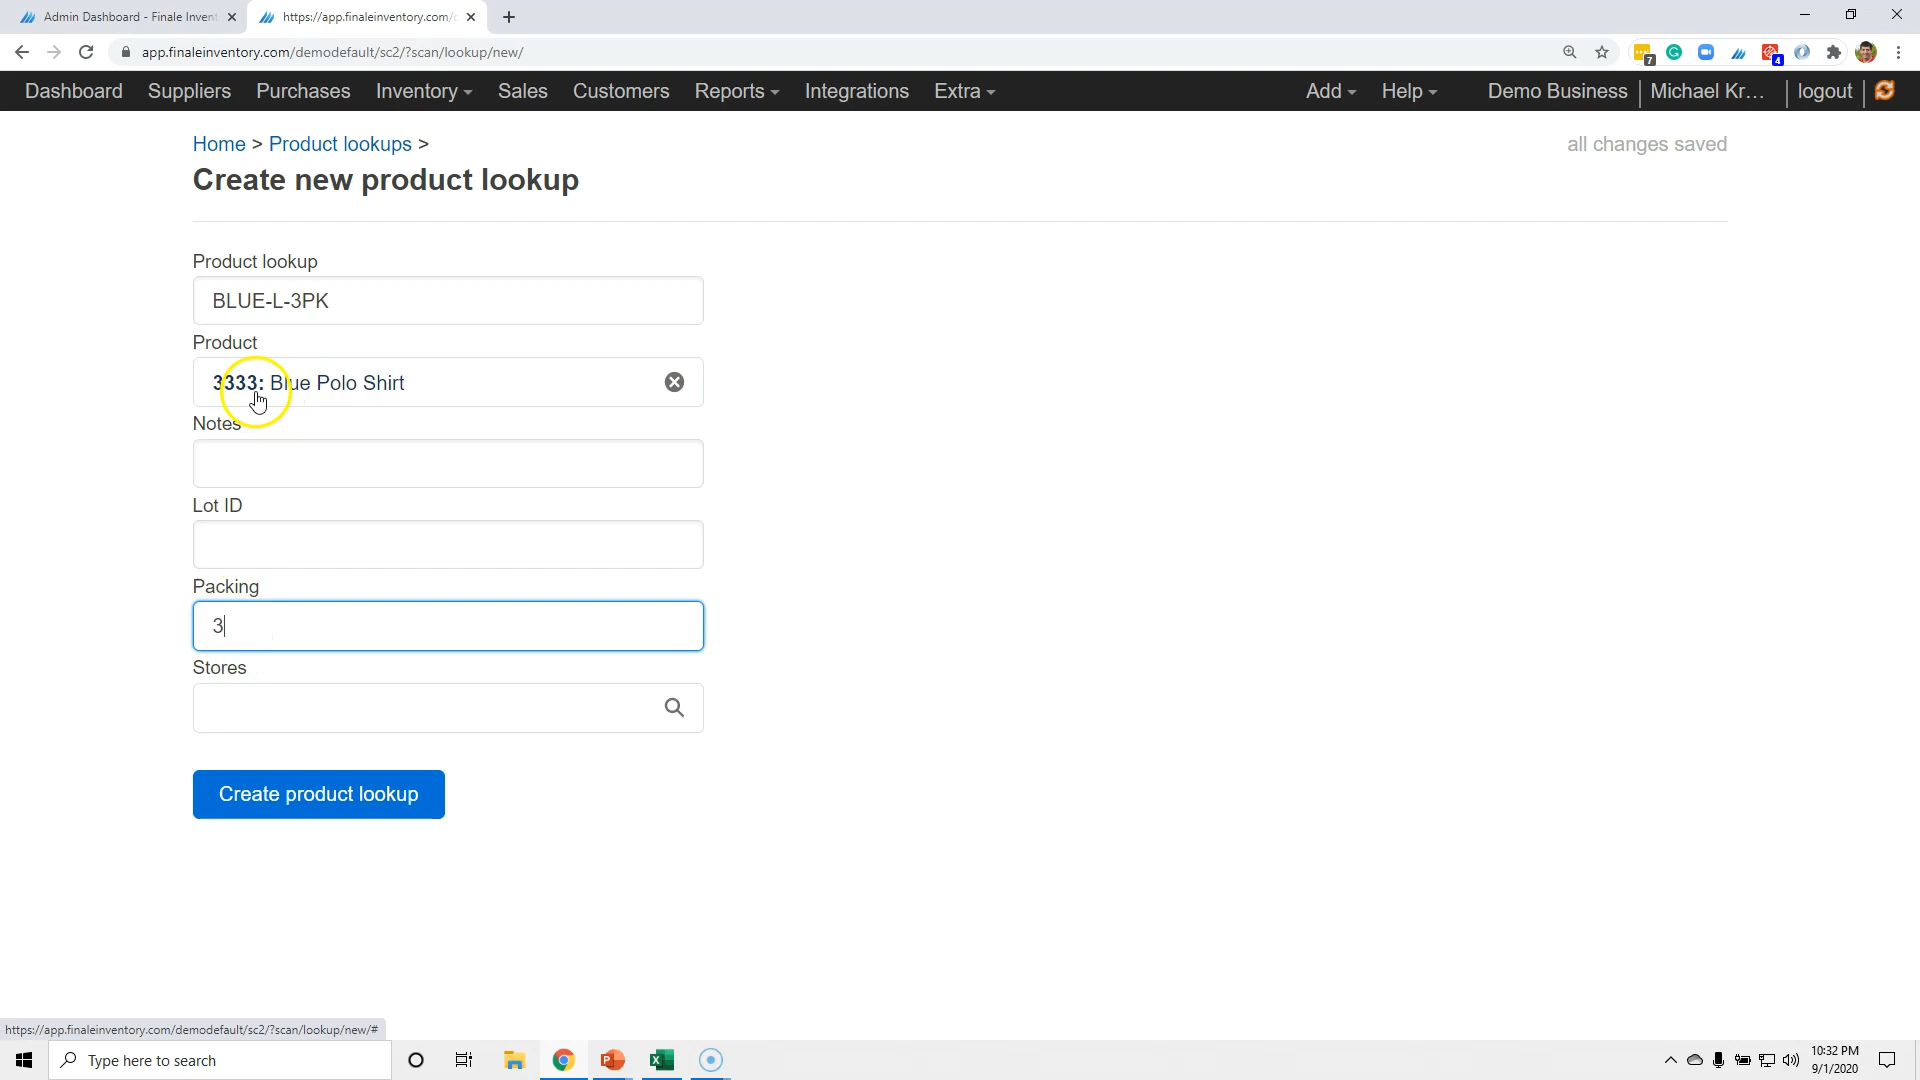 Admin Dashboard - Finale Invent
https://app.finaleinventory.com/
app.finaleinventory.com/demodefault/sc2/?scan/lookup/new/
7
4
Dashboard Suppliers Purchases Inventory Sales Customers Reports Integrations Extra Add Help Demo Business Michael Kr... logout
Home > Product lookups >
all changes saved
Create new product lookup
Product lookup
BLUE-L-3PK
Product
3333: Blue Polo Shirt
Notes
Lot ID
Packing
3
Stores
Create product lookup
https://app.finaleinventory.com/demodefault/sc2/?scan/lookup/new/#
Type here to search
10:32 PM
9/1/2020